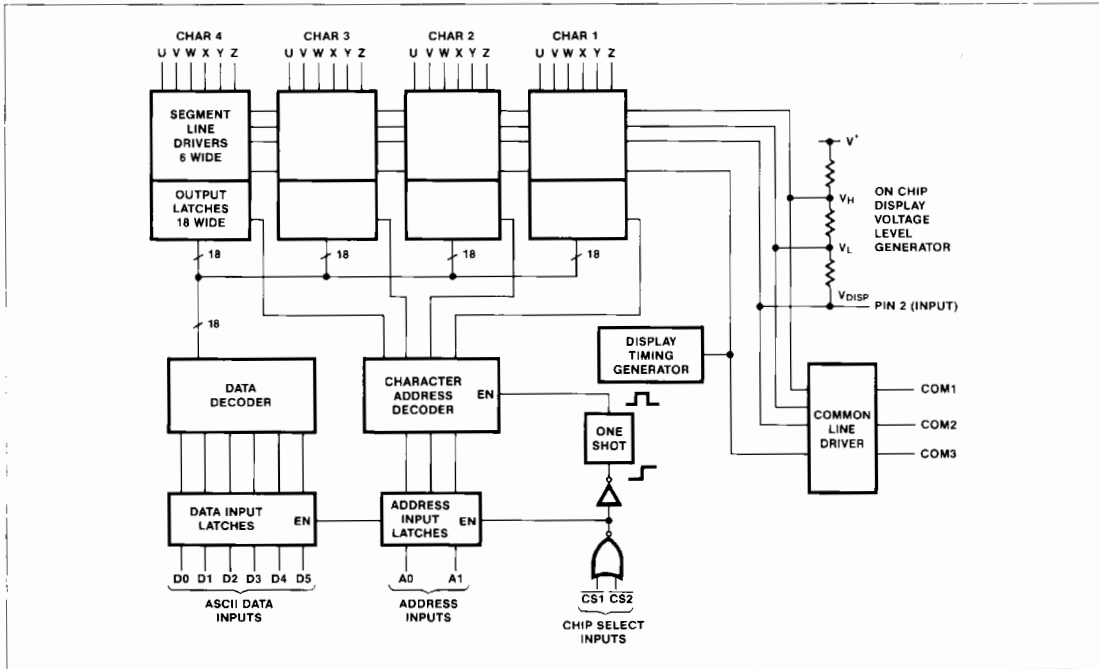 CHAR 4 CHAR 3 CHAR 2 CHAR 1
U V W X Y Z U V W X Y Z U V W X Y Z U V W X Y Z
SEGMENT
LINE
DRIVERS
6 WIDE
OUTPUT
LATCHES
18 WIDE
18 18 18 18
18
V+
VH
VL
VDISP
PIN 2 (INPUT)
ON CHIP
DISPLAY
VOLTAGE
LEVEL
GENERATOR
DISPLAY
TIMING
GENERATOR
DATA
DECODER
CHARACTER
ADDRESS
DECODER
EN
ONE
SHOT
COMMON
LINE
DRIVER
COM1
COM2
COM3
DATA INPUT
LATCHES
EN
ADDRESS
INPUT
LATCHES
EN
D0 D1 D2 D3 D4 D5
ASCII DATA
INPUTS
A0 A1
ADDRESS
INPUTS
CS1 CS2
CHIP SELECT
INPUTS